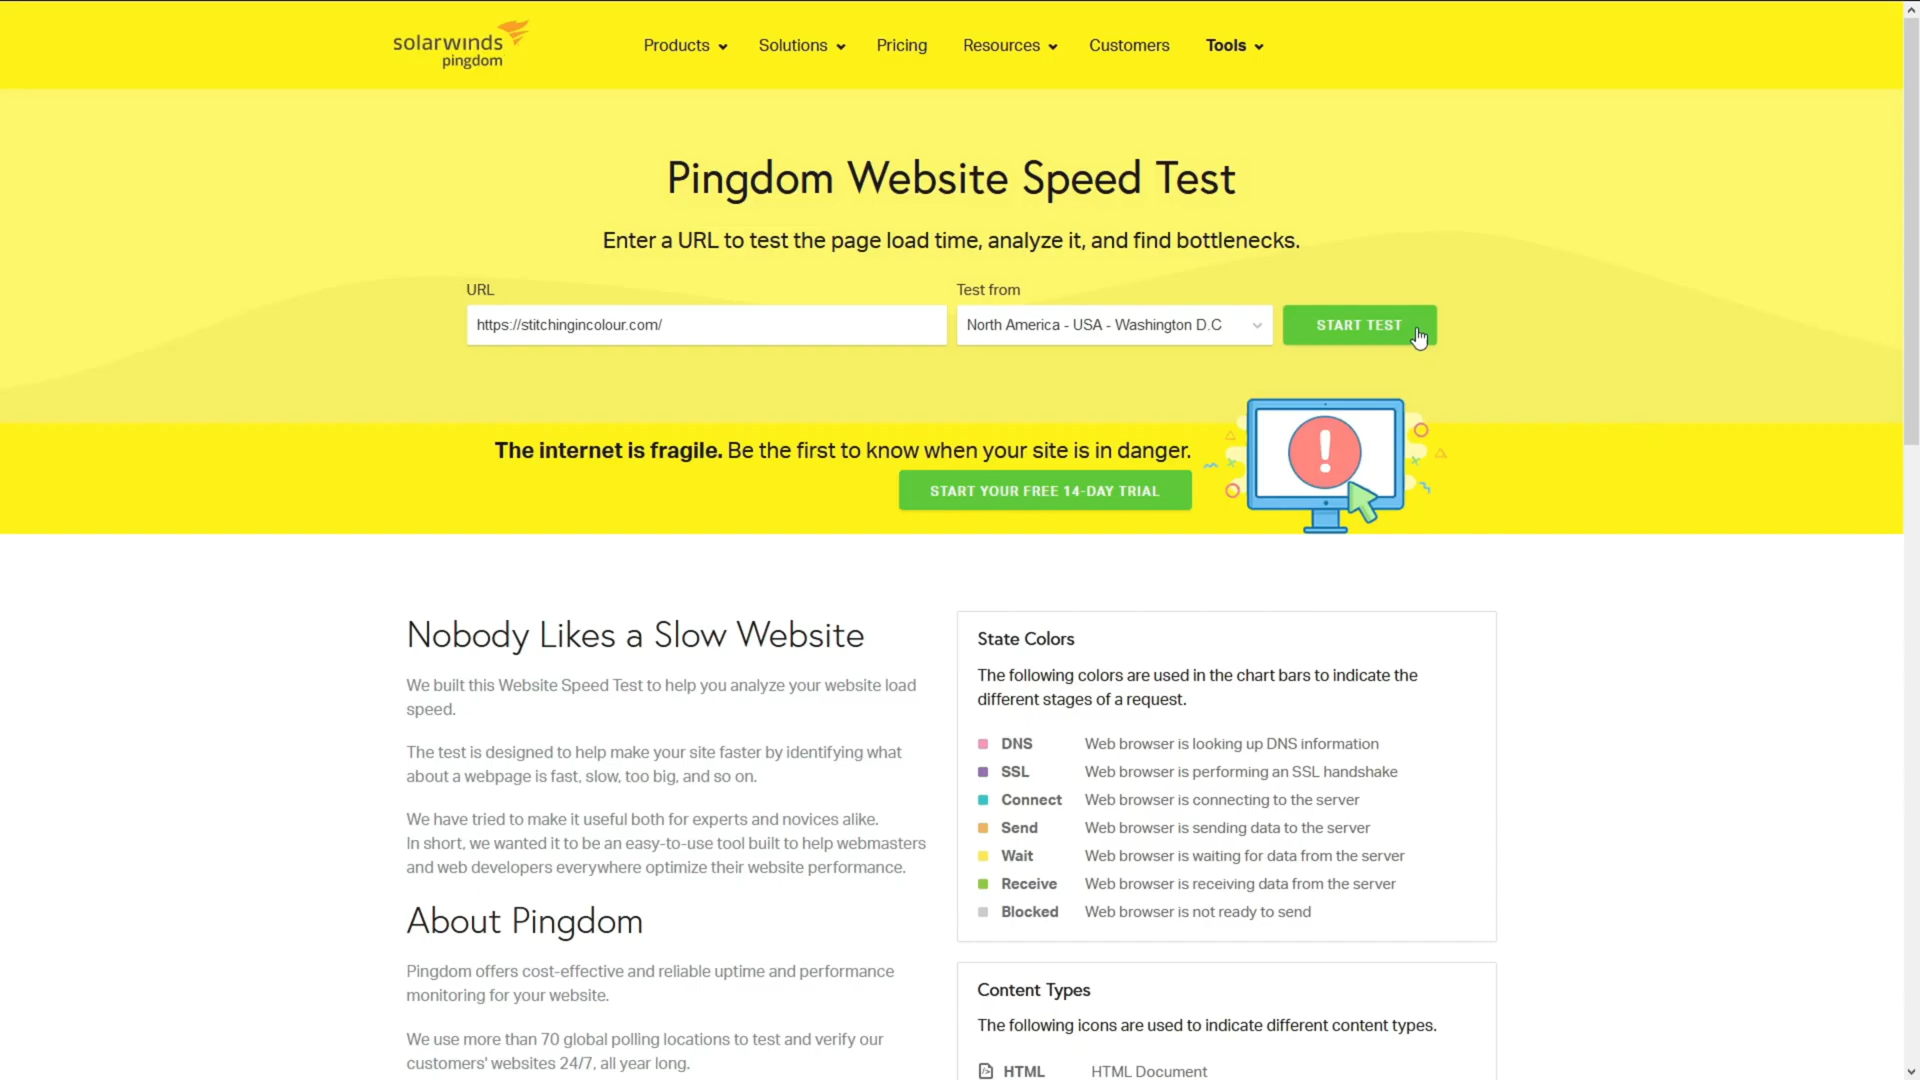 solarwinds
pingdom
Products
Solutions
Pricing
Resources
Customers
Tools
Pingdom Website Speed Test
Enter a URL to test the page load time, analyze it, and find bottlenecks.
URL
Test from
https://stitchingincolour.com/
North America - USA - Washington D.C
START TEST
The internet is fragile. Be the first to know when your site is in danger.
START YOUR FREE 14-DAY TRIAL
Nobody Likes a Slow Website
We built this Website Speed Test to help you analyze your website load
speed.
The test is designed to help make your site faster by identifying what
about a webpage is fast, slow, too big, and so on.
We have tried to make it useful both for experts and novices alike.
In short, we wanted it to be an easy-to-use tool built to help webmasters
and web developers everywhere optimize their website performance.
About Pingdom
Pingdom offers cost-effective and reliable uptime and performance
monitoring for your website.
We use more than 70 global polling locations to test and verify our
customers' websites 24/7, all year long.
State Colors
The following colors are used in the chart bars to indicate the
different stages of a request.
DNS Web browser is looking up DNS information
SSL Web browser is performing an SSL handshake
Connect Web browser is connecting to the server
Send Web browser is sending data to the server
Wait Web browser is waiting for data from the server
Receive Web browser is receiving data from the server
Blocked Web browser is not ready to send
Content Types
The following icons are used to indicate different content types.
HTML HTML Document